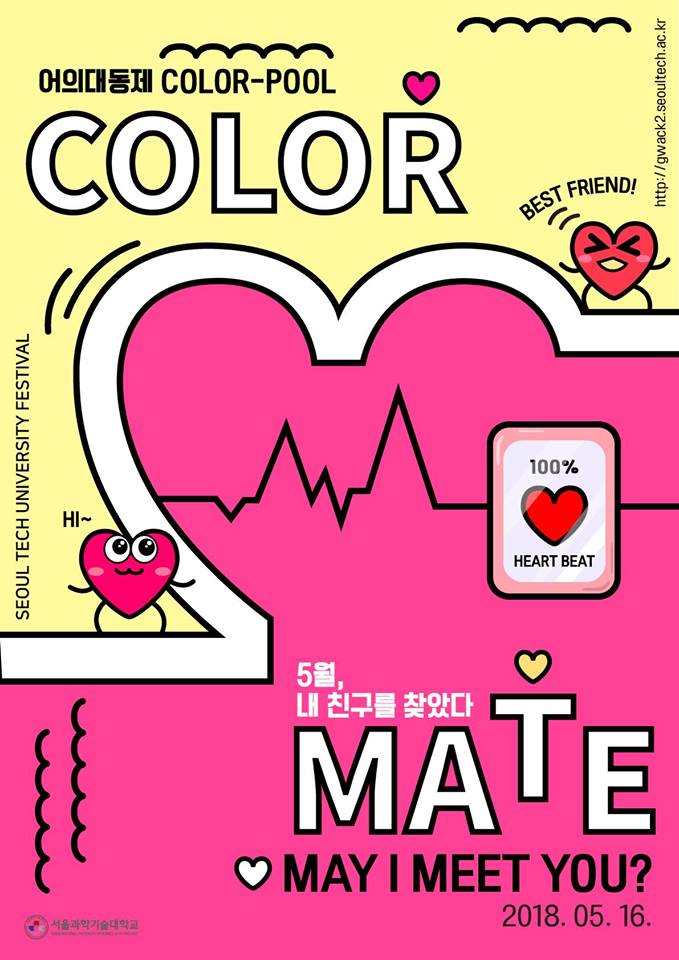 어의대동제 COLOR-POOL
COLOR
http://gwack2.seoultech.ac.kr
BEST FRIEND!
SEOUL TECH UNIVERSITY FESTIVAL
HI~
100%
HEART BEAT
5월,
내 친구를 찾았다
MATE
MAY I MEET YOU?
2018. 05. 16.
서울과학기술대학교